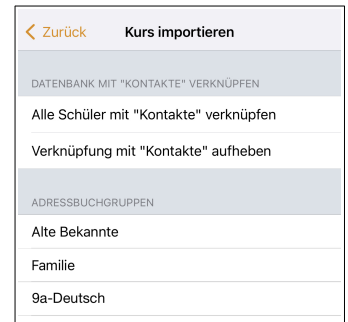 Zurück Kurs importieren
DATENBANK MIT "KONTAKTE" VERKNÜPFEN
Alle Schüler mit "Kontakte" verknüpfen
Verknüpfung mit "Kontakte" aufheben
ADRESSBUCHGRUPPEN
Alte Bekannte
Familie
9a-Deutsch